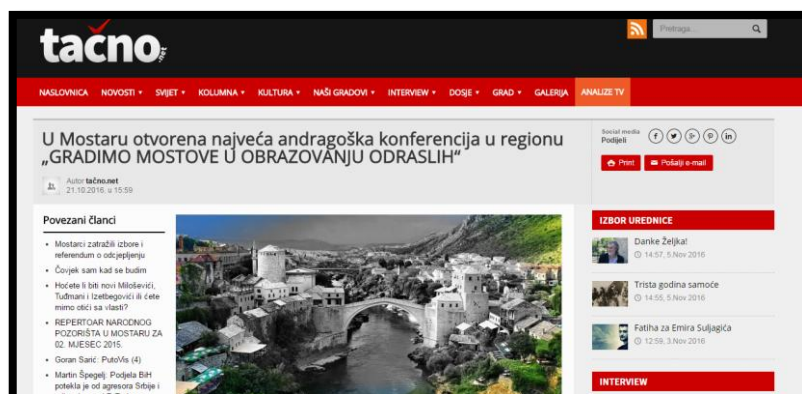 tačno.net
Pretraga...
NASLOVNICA NOVOSTI SVIJET KOLUMNA KULTURA NAŠI GRADOVI INTERVIEW DOSJE GRAD GALERIJA ANALIZE TV
U Mostaru otvorena najveća andragoška konferencija u regionu
„GRADIMO MOSTOVE U OBRAZOVANJU ODRASLIH“
Autor tačno.net
21.10.2016. u 15:59
Social media
Podijeli
Print Pošalji e-mail
Povezani članci
Mostarci zatražili izbore i
referendum o odcjepljenju
Čovjek sam kad se budim
Hoćete li biti novi Miloševići,
Tuđmani i Izetbegovići ili ćete
mimo otići sa vlasti?
REPERTOAR NARODNOG
POZORIŠTA U MOSTARU ZA
02. MJESEC 2015.
Goran Sarić: PutoVis (4)
Martin Špegelj: Podjela BiH
potekla je od agresora Srbije i
IZBOR UREDNICE
Danke Željka!
14:57, 5.Nov 2016
Trista godina samoće
14:55, 5.Nov 2016
Fatiha za Emira Suljagića
12:59, 3.Nov 2016
INTERVIEW